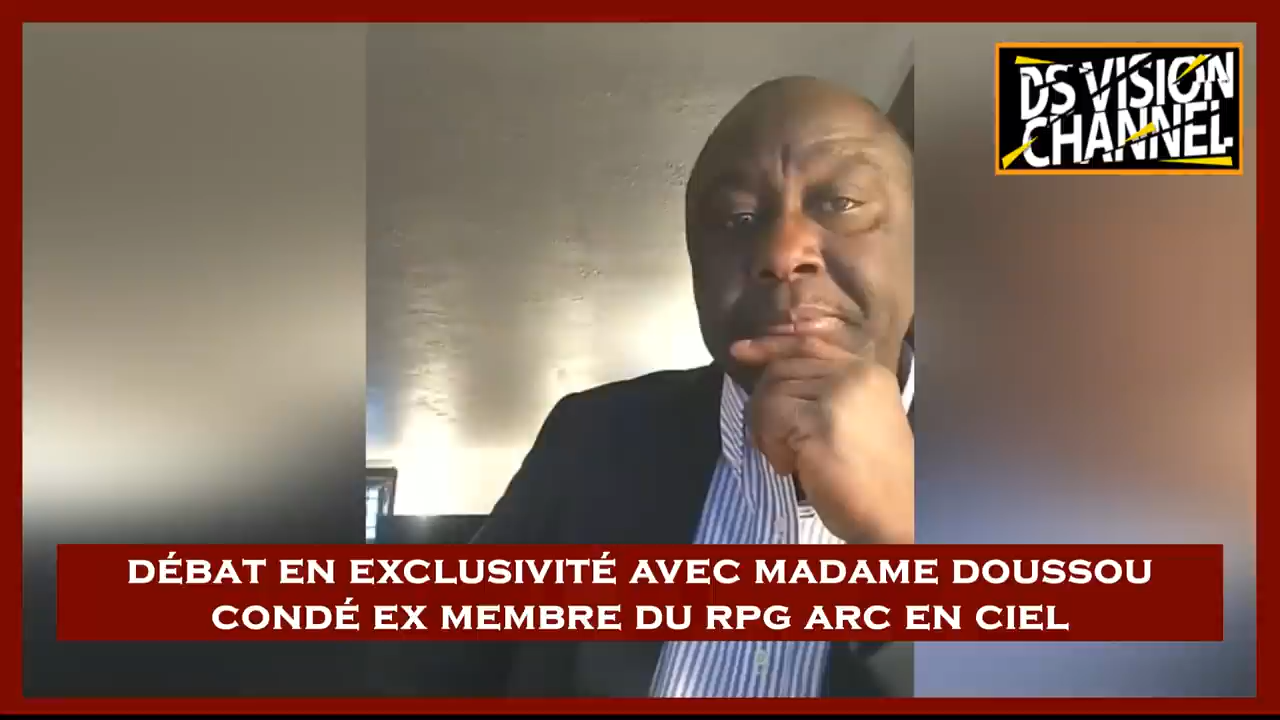 DS VISION
CHANNEL
DÉBAT EN EXCLUSIVITÉ AVEC MADAME DOUSSOU
CONDÉ EX MEMBRE DU RPG ARC EN CIEL